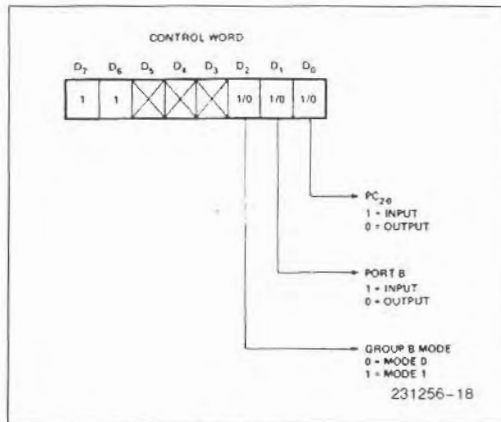 CONTROL WORD
D7 D6 D5 D4 D3 D2 D1 D0
1 1 1/0 1/0 1/0
PC2-0
1 = INPUT
0 = OUTPUT
PORT B
1 = INPUT
0 = OUTPUT
GROUP B MODE
0 = MODE 0
1 = MODE 1
231256-18